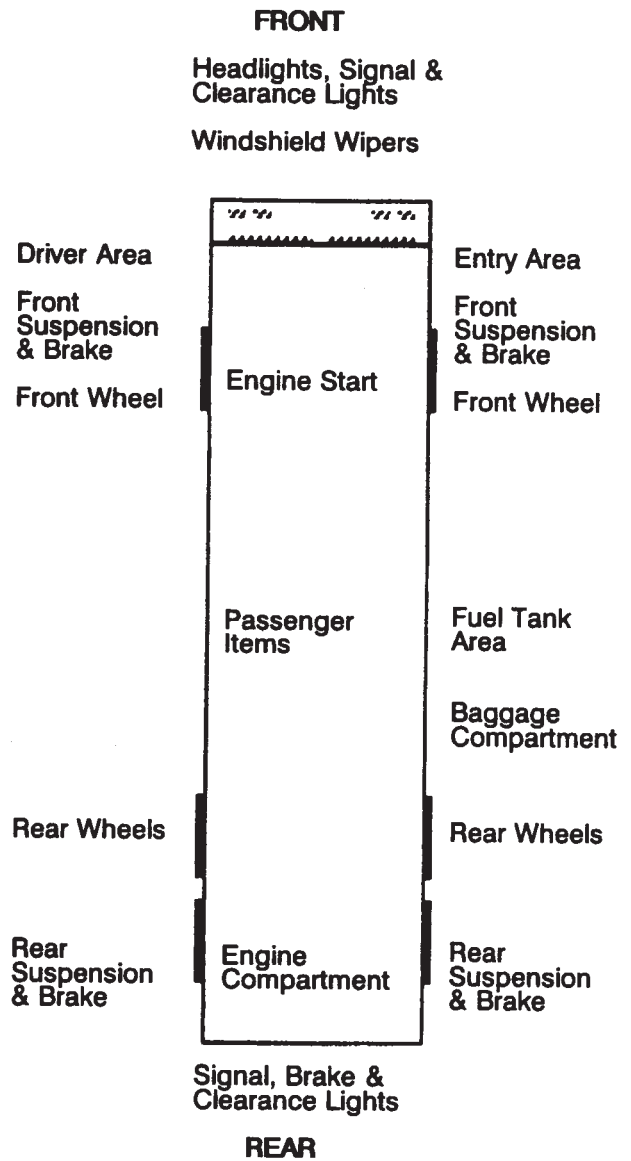 FRONT
Headlights, Signal &
Clearance Lights
Windshield Wipers
Driver Area
Entry Area
Front
Suspension
& Brake
Front
Suspension
& Brake
Engine Start
Front Wheel
Front Wheel
Passenger
Items
Fuel Tank
Area
Baggage
Compartment
Rear Wheels
Rear Wheels
Rear
Suspension
& Brake
Engine
Compartment
Rear
Suspension
& Brake
Signal, Brake &
Clearance Lights
REAR